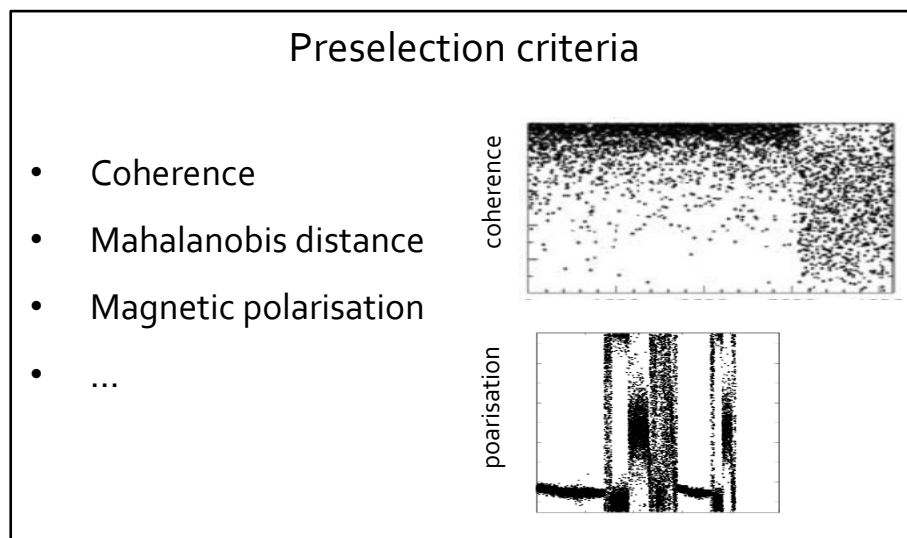 Preselection criteria
• Coherence
• Mahalanobis distance
• Magnetic polarisation
• ...
coherence
poarisation